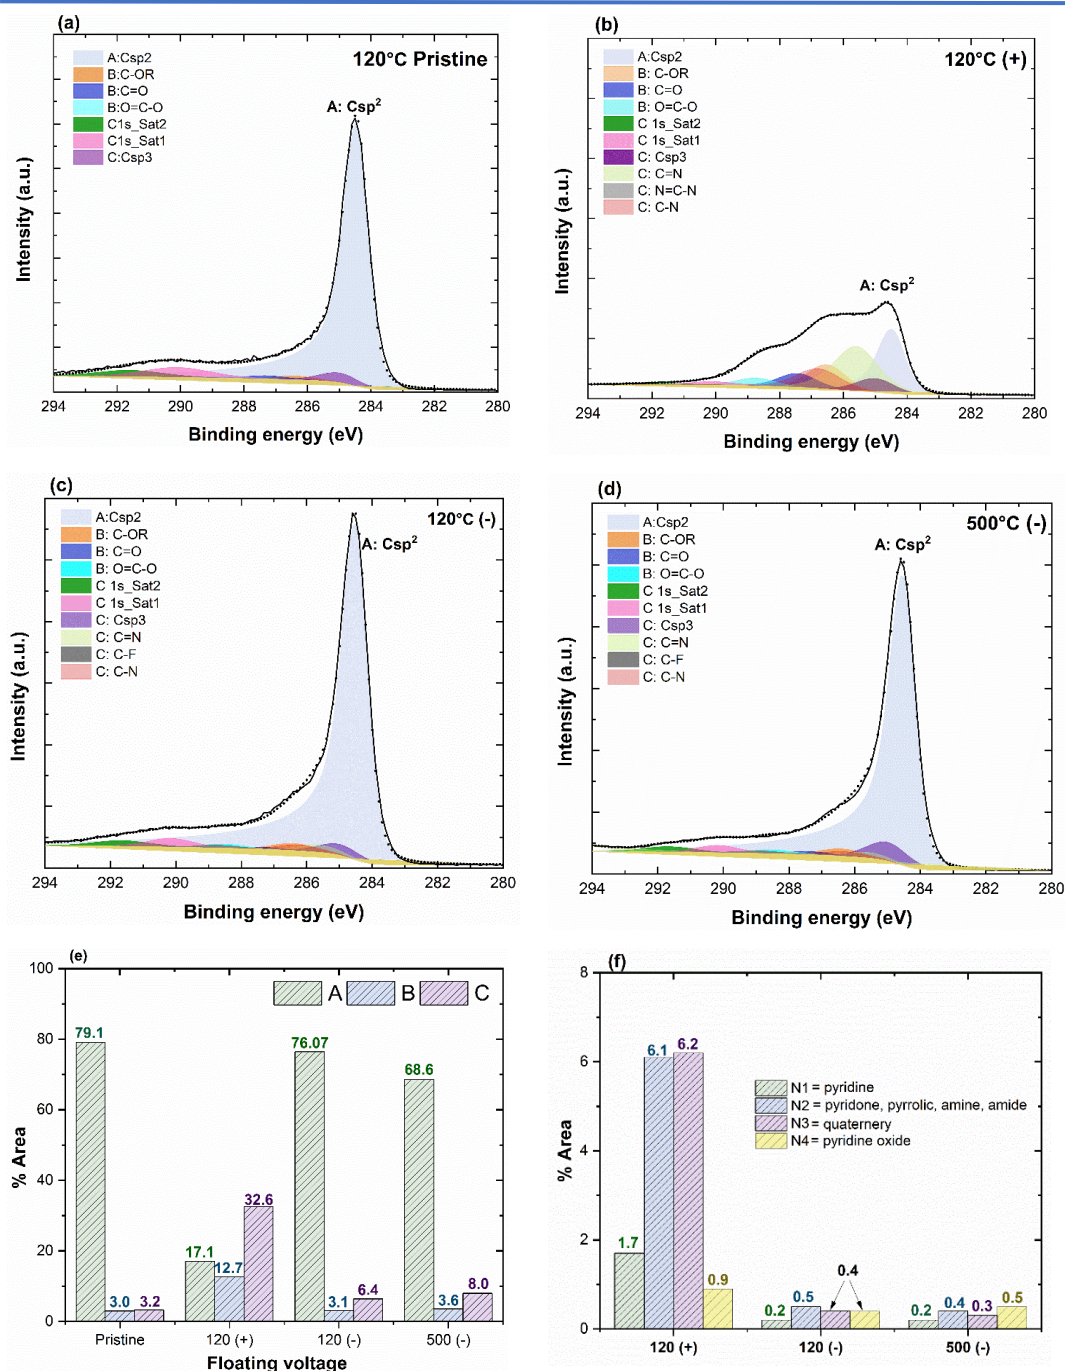 (a)
120°C Pristine
A:Csp2
B:C-OR
B:C=O
B:O=C-O
C1s_Sat2
C1s_Sat1
C:Csp3
A: Csp²
Intensity (a.u.)
294 292 290 288 286 284 282 280
Binding energy (eV)
(b)
120°C (+)
A:Csp2
B: C-OR
B: C=O
B: O=C-O
C 1s_Sat2
C 1s_Sat1
C: Csp3
C: C=N
C: N=C-N
C: C-N
A: Csp²
Intensity (a.u.)
294 292 290 288 286 284 282 280
Binding energy (eV)
(c)
120°C (-)
A:Csp2
B: C-OR
B: C=O
B: O=C-O
C 1s_Sat2
C 1s_Sat1
C: Csp3
C: C=N
C: C-F
C: C-N
A: Csp²
Intensity (a.u.)
294 292 290 288 286 284 282 280
Binding energy (eV)
(d)
500°C (-)
A:Csp2
B: C-OR
B: C=O
B: O=C-O
C 1s_Sat2
C 1s_Sat1
C: Csp3
C: C=N
C: C-F
C: C-N
A: Csp²
Intensity (a.u.)
294 292 290 288 286 284 282 280
Binding energy (eV)
(e)
100
80
60
40
20
0
% Area
A B C
79.1 3.0 3.2
17.1 12.7 32.6
76.07 3.1 6.4
68.6 3.6 8.0
Pristine 120 (+) 120 (-) 500 (-)
Floating voltage
(f)
8
6
4
2
0
% Area
N1 = pyridine
N2 = pyridone, pyrrolic, amine, amide
N3 = quaternery
N4= pyridine oxide
1.7 6.1 6.2 0.9
0.2 0.5 0.4
0.2 0.4 0.3 0.5
120 (+) 120 (-) 500 (-)